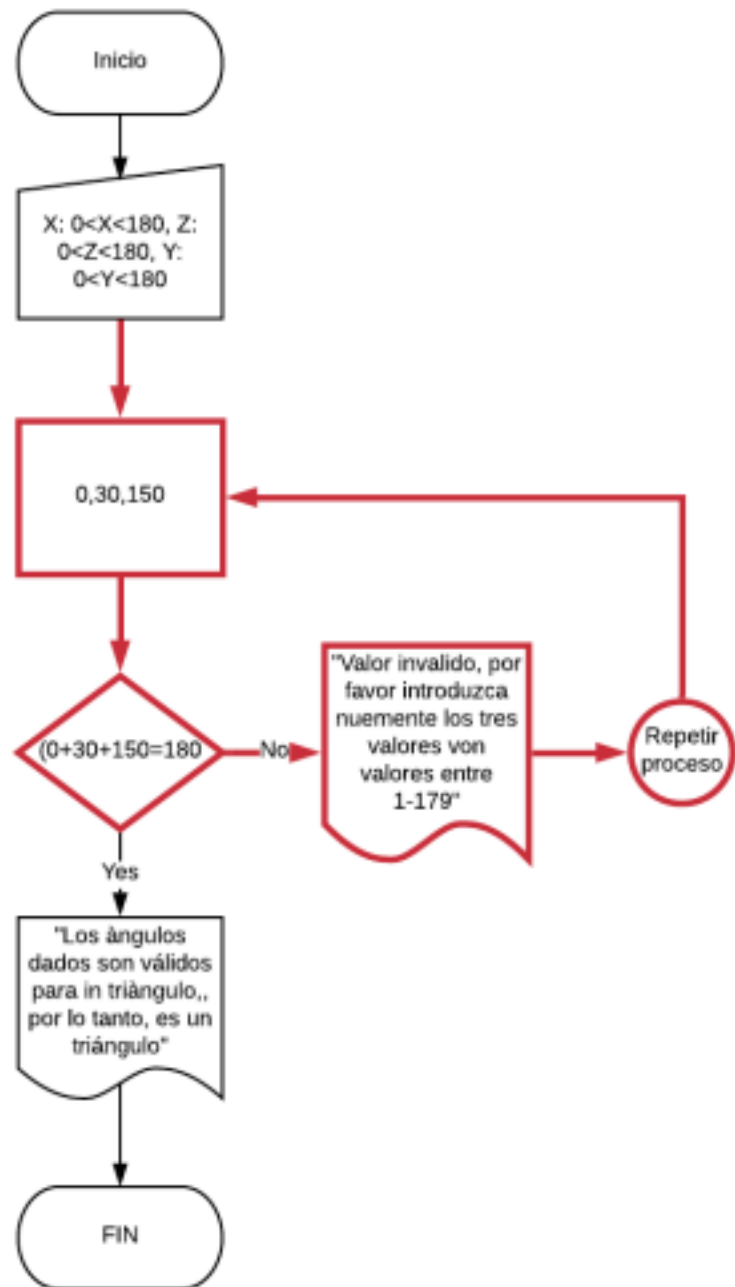 Inicio
X: 0<X<180, Z:
0<Z<180, Y:
0<Y<180
0,30,150
(0+30+150=180
No
"Valor invalido, por
favor introduzca
nuemente los tres
valores von
valores entre
1-179"
Repetir
proceso
Yes
"Los àngulos
dados son válidos
para in triàngulo,,
por lo tanto, es un
triángulo"
FIN